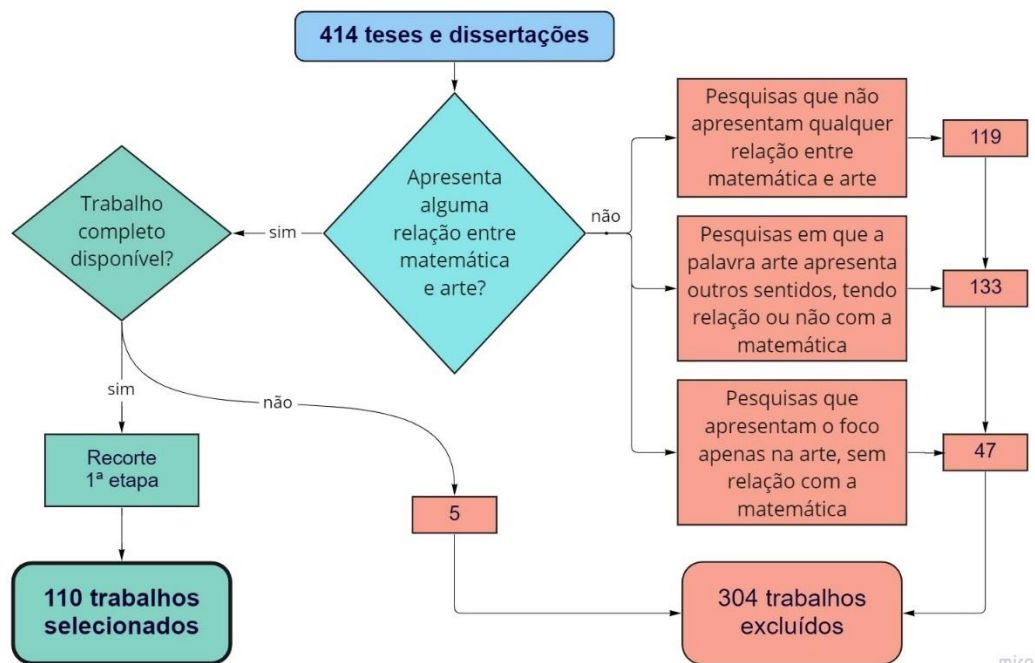 414 teses e dissertações
Apresenta
alguma
relação entre
matemática
e arte?
sim
não
Trabalho
completo
disponível?
sim
não
Recorte
1ª etapa
110 trabalhos
selecionados
5
Pesquisas que não
apresentam qualquer
relação entre
matemática e arte
119
Pesquisas em que a
palavra arte apresenta
outros sentidos, tendo
relação ou não com a
matemática
133
Pesquisas que
apresentam o foco
apenas na arte, sem
relação com a
matemática
47
304 trabalhos
excluídos
miro